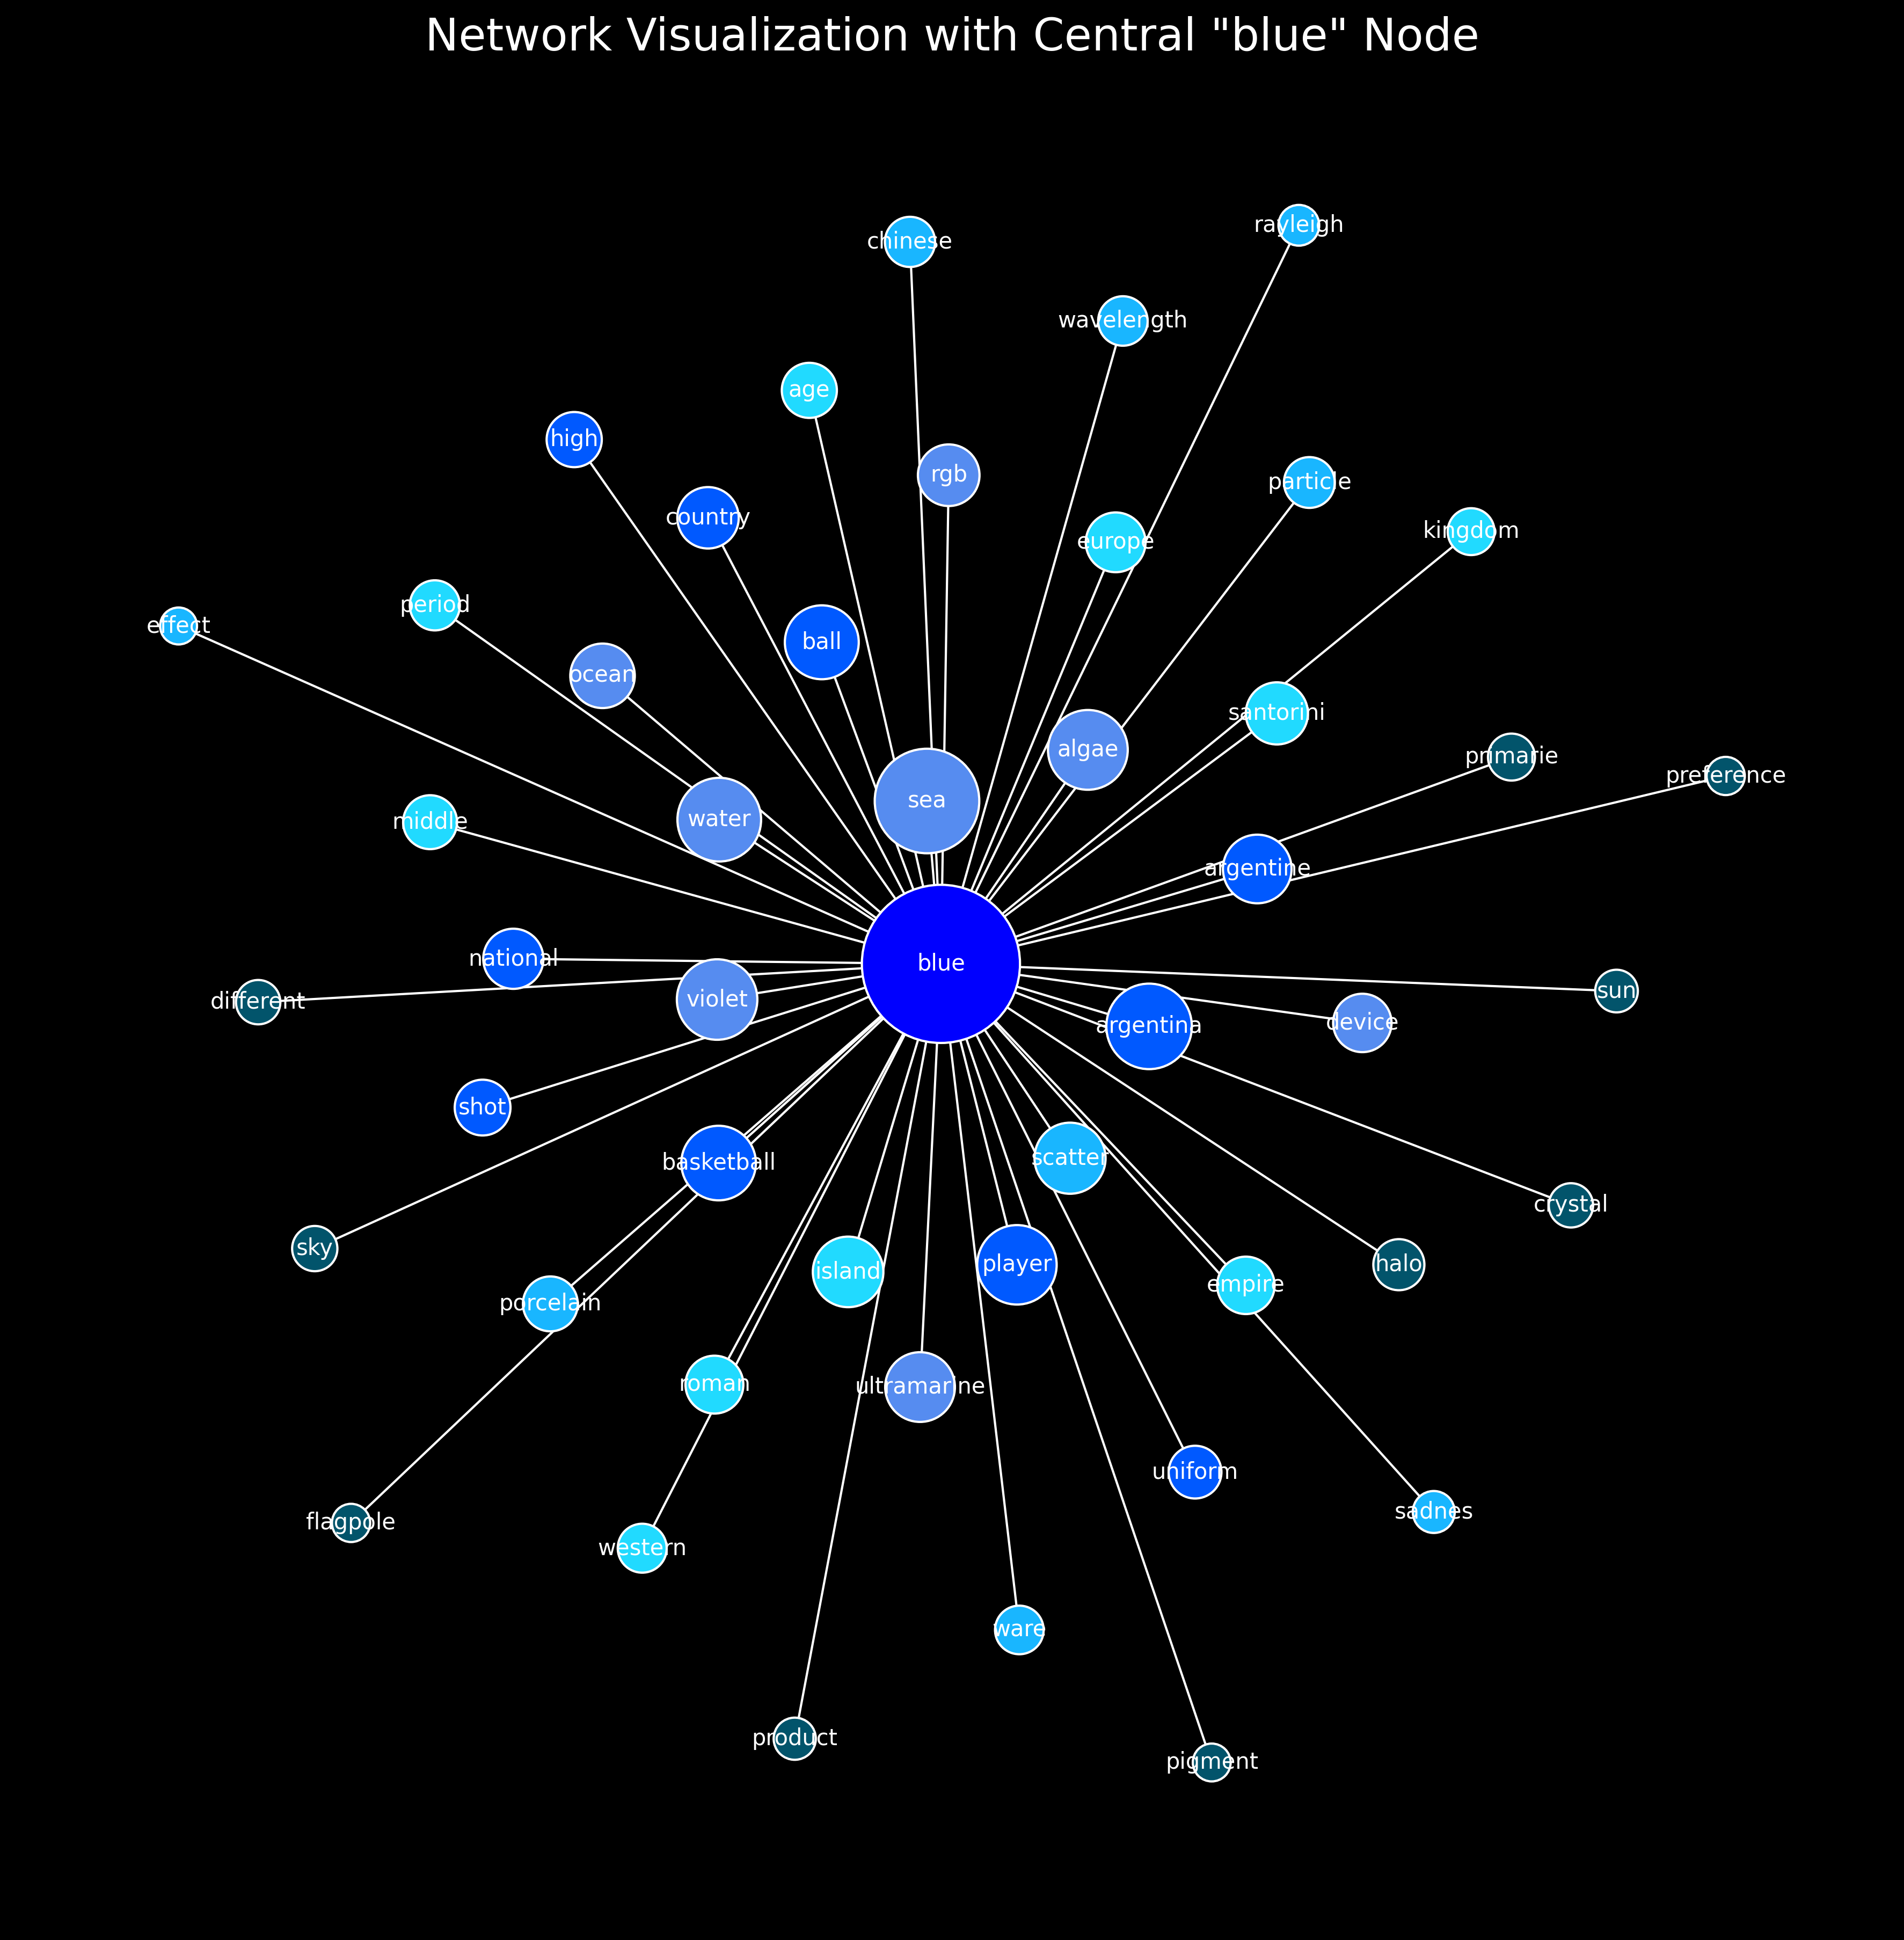 Network Visualization with Central "blue" Node
rayleigh
chinese
wavelength
age
high
rgb
particle
country
kingdom
europe
period
effect
ball
ocean
santorini
algae
primarie
preference
sea
water
middle
argentine
national
blue
sun
violet
different
device
argentina
shot
scatter
basketball
crystal
sky
player
halo
island
empire
porcelain
roman
ultramarine
uniform
sadnes
flagpole
western
ware
product
pigment